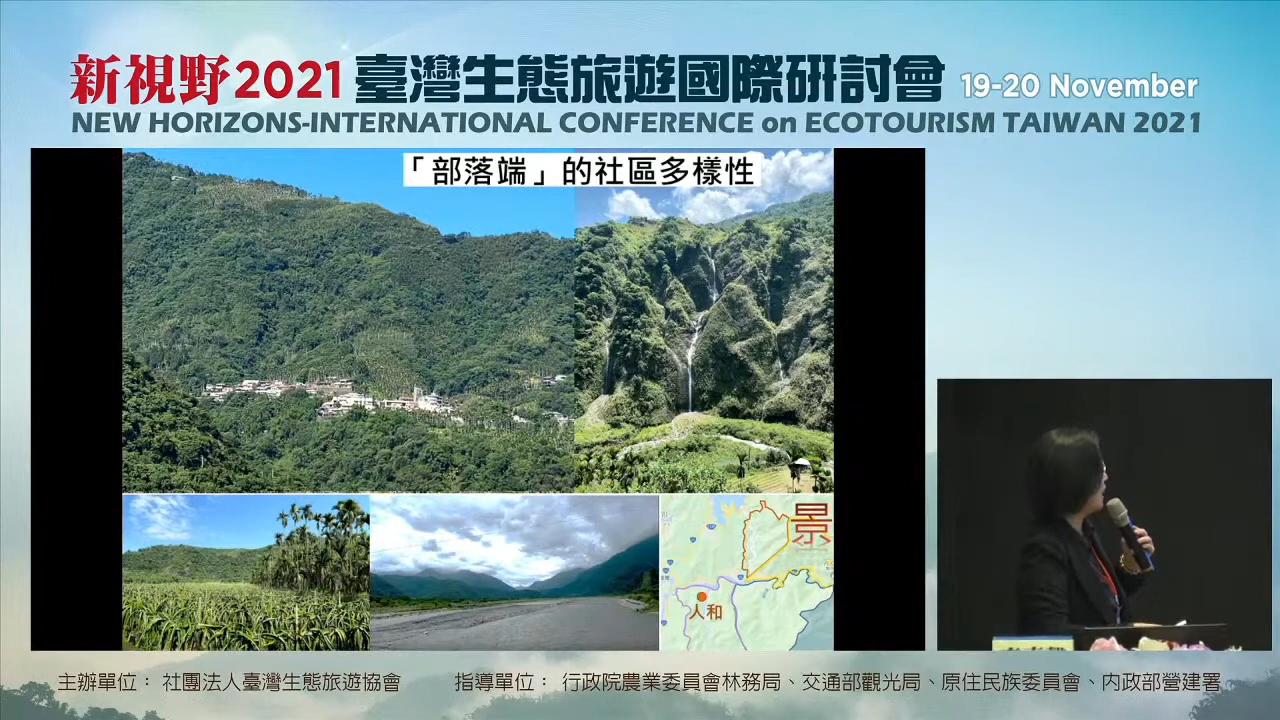 新視野2021臺灣生態旅遊國際研討會 19-20 November
NEW HORIZONS-INTERNATIONAL CONFERENCE on ECOTOURISM TAIWAN 2021
「部落端」的社區多樣性
景
人和
主辦單位：社團法人臺灣生態旅遊協會 指導單位：行政院農業委員會林務局、交通部觀光局、原住民族委員會、內政部營建署